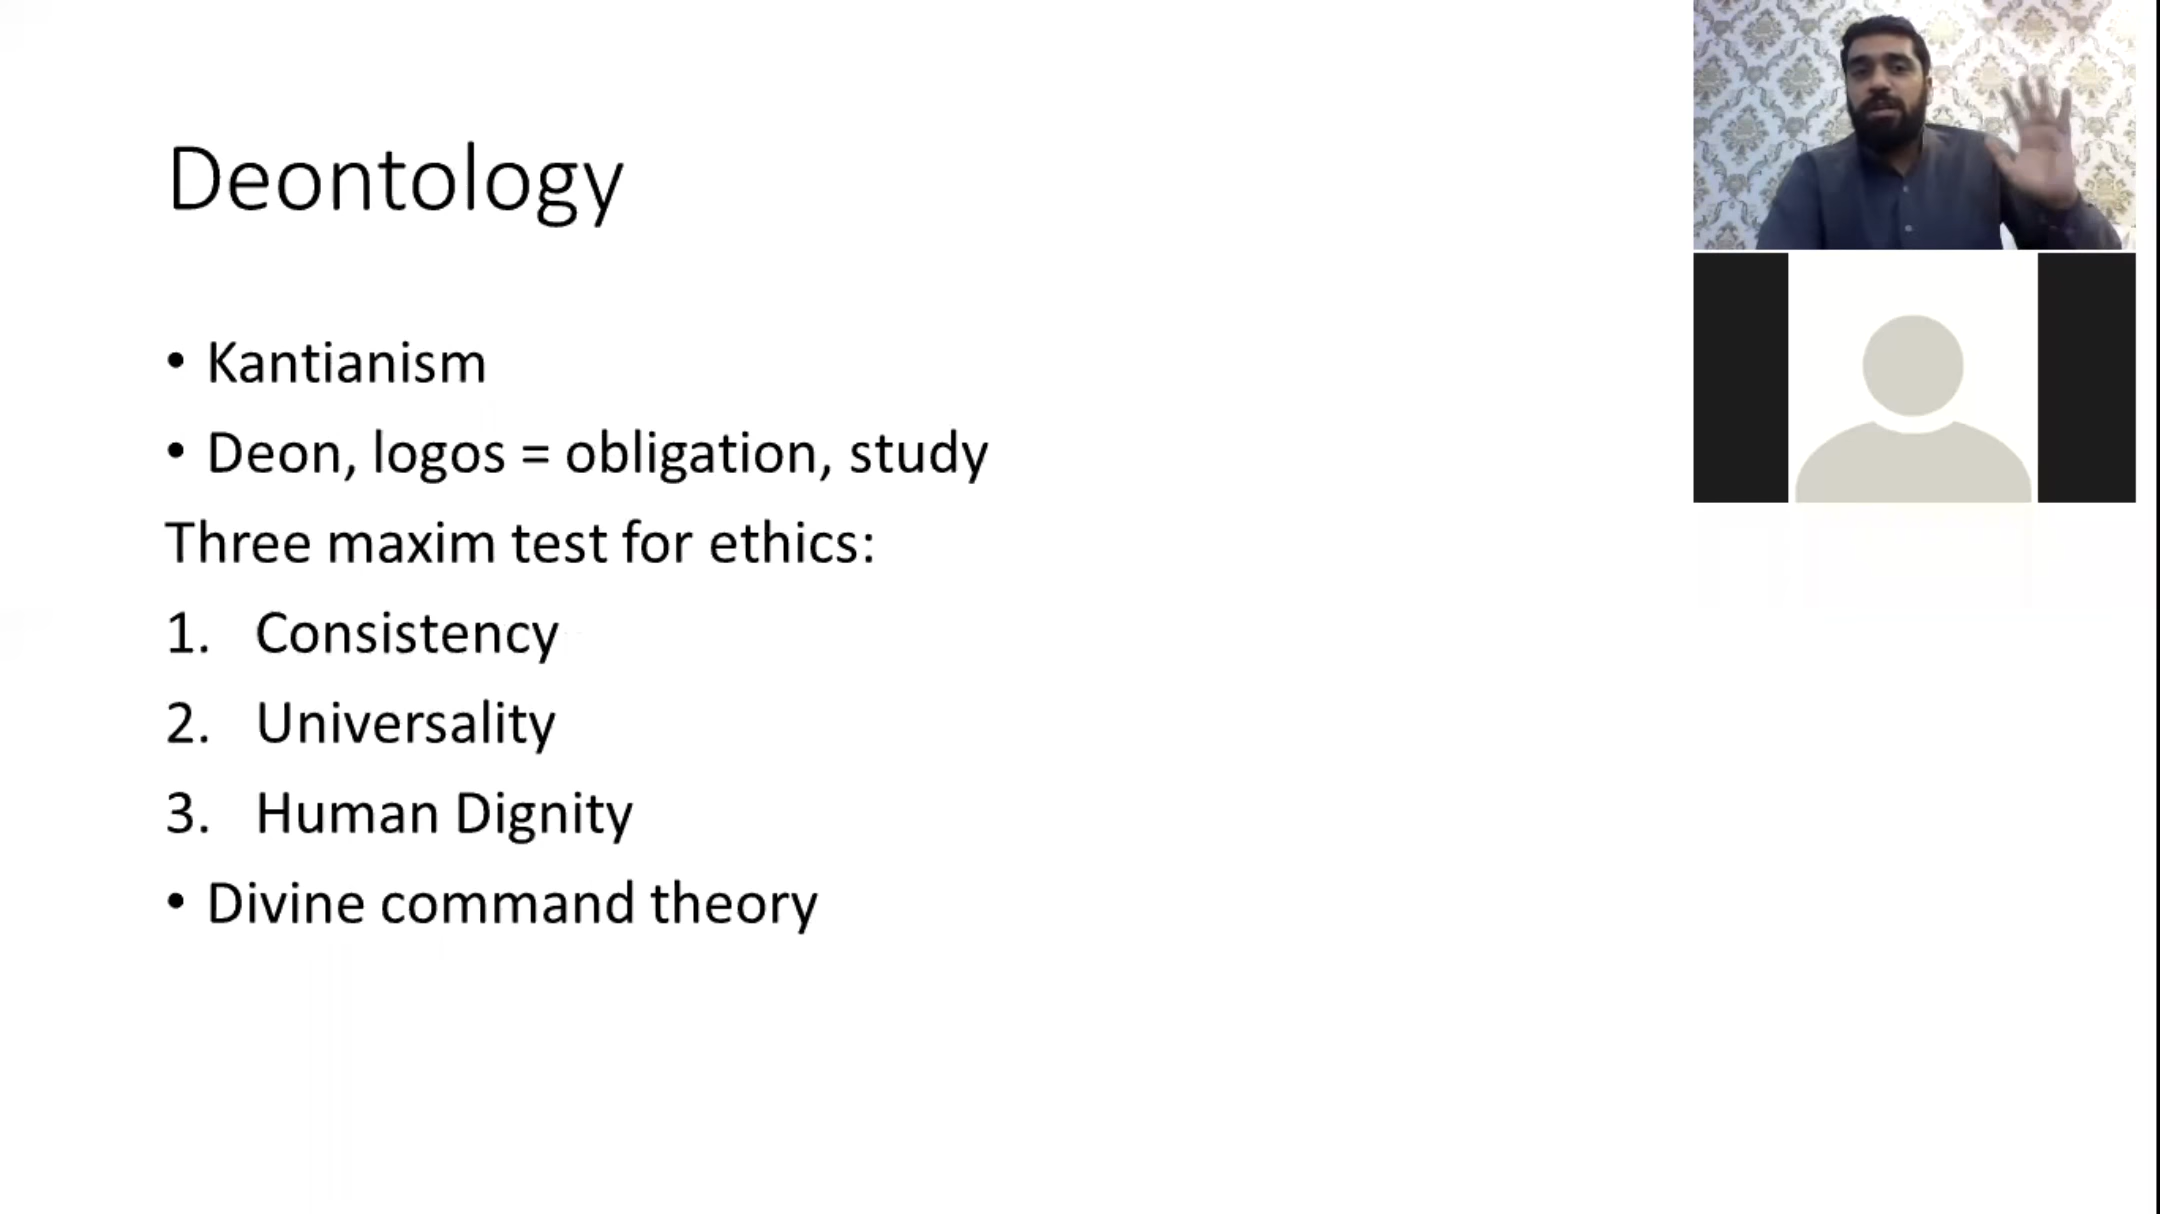 Deontology
• Kantianism
• Deon, logos = obligation, study
Three maxim test for ethics:
1. Consistency
2. Universality
3. Human Dignity
• Divine command theory